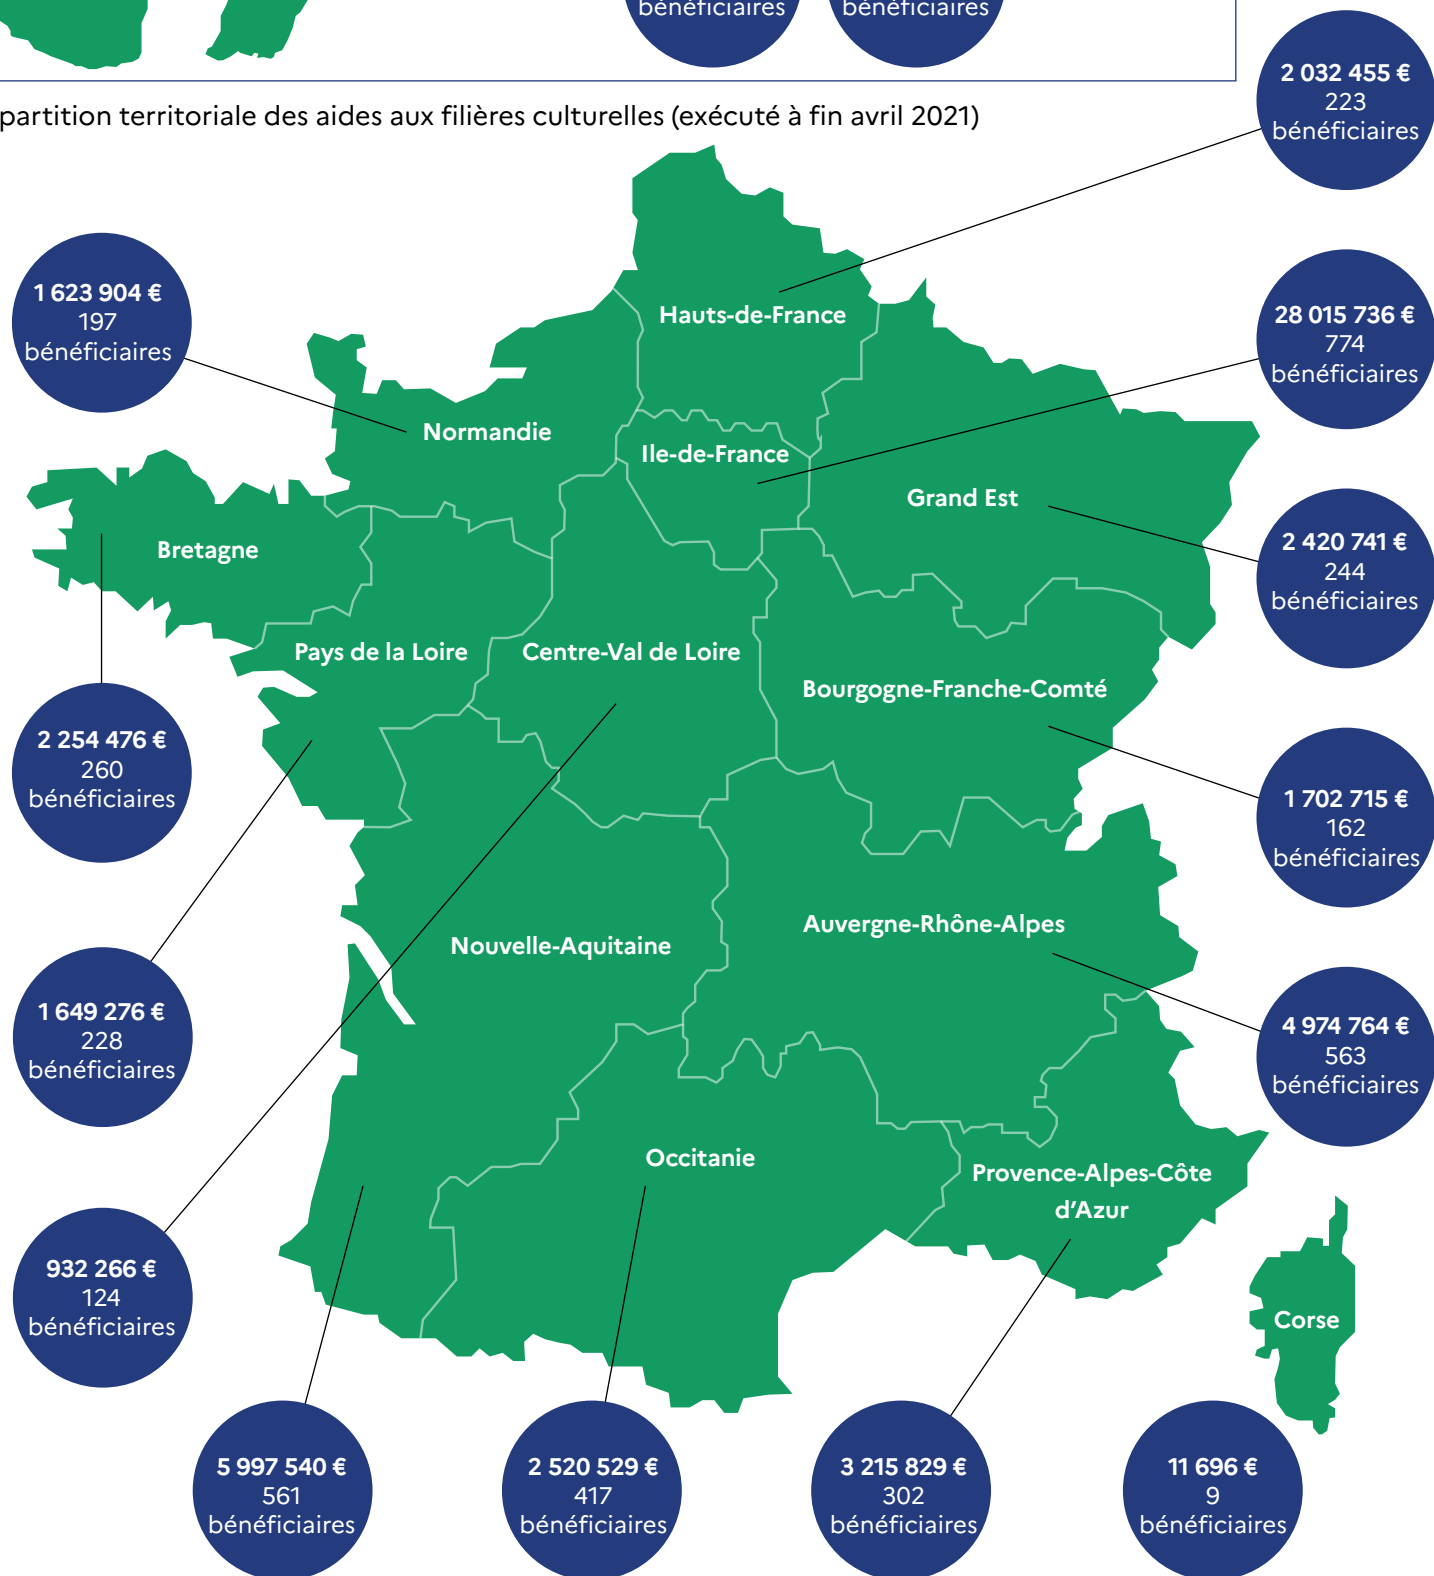 bénéficiaires
bénéficiaires
partition territoriale des aides aux filières culturelles (exécuté à fin avril 2021)
2 032 455 €
223
bénéficiaires
1 623 904 €
197
bénéficiaires
Hauts-de-France
28 015 736 €
774
bénéficiaires
Normandie
Ile-de-France
Grand Est
2 420 741 €
244
bénéficiaires
Bretagne
Pays de la Loire
Centre-Val de Loire
Bourgogne-Franche-Comté
2 254 476 €
260
bénéficiaires
1 702 715 €
162
bénéficiaires
Auvergne-Rhône-Alpes
Nouvelle-Aquitaine
1 649 276 €
228
bénéficiaires
4 974 764 €
563
bénéficiaires
Occitanie
Provence-Alpes-Côte
d'Azur
932 266 €
124
bénéficiaires
Corse
5 997 540 €
561
bénéficiaires
2 520 529 €
417
bénéficiaires
3 215 829 €
302
bénéficiaires
11 696 €
9
bénéficiaires